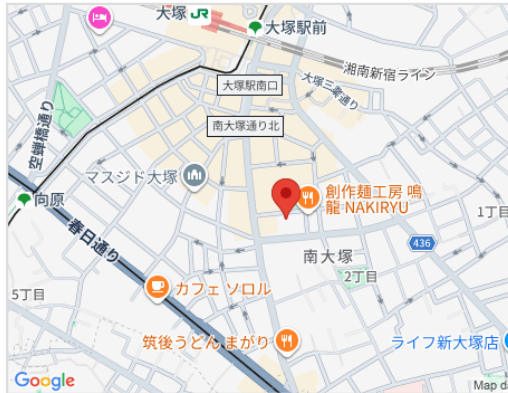 大塚 JR
大塚駅前
湘南新宿ライン
大塚三業通り
大塚駅南口
南大塚通り北
空蝉橋通り
マスジド大塚
創作麺工房 鳴
龍 NAKIRYU
向原
春日通り
1丁目
436
南大塚
2丁目
5丁目
カフェ ソロル
筑後うどん まがり
ライフ新大塚店
Google
Map da